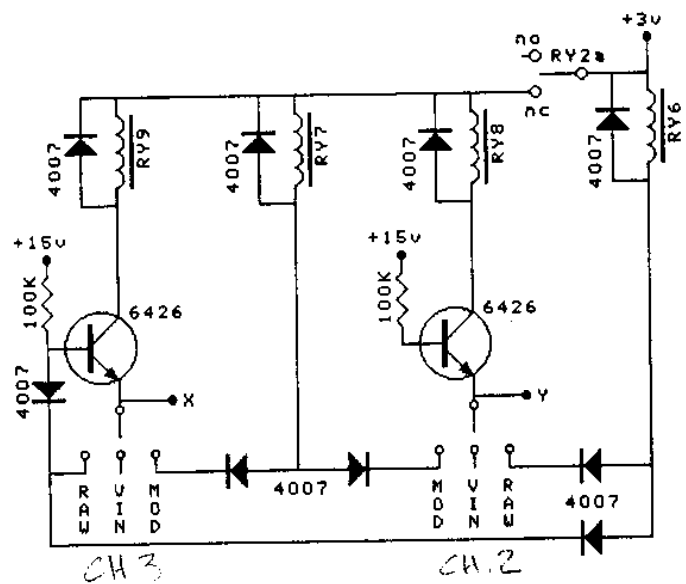 +3v
no
RY2a
nc
4007
RY9
4007
RY7
4007
RY8
4007
RY6
+15v
100K
6426
4007
X
+15v
100K
6426
Y
4007
4007
RAW
VIN
MOD
MOD
VIN
RAW
CH 3
CH.2